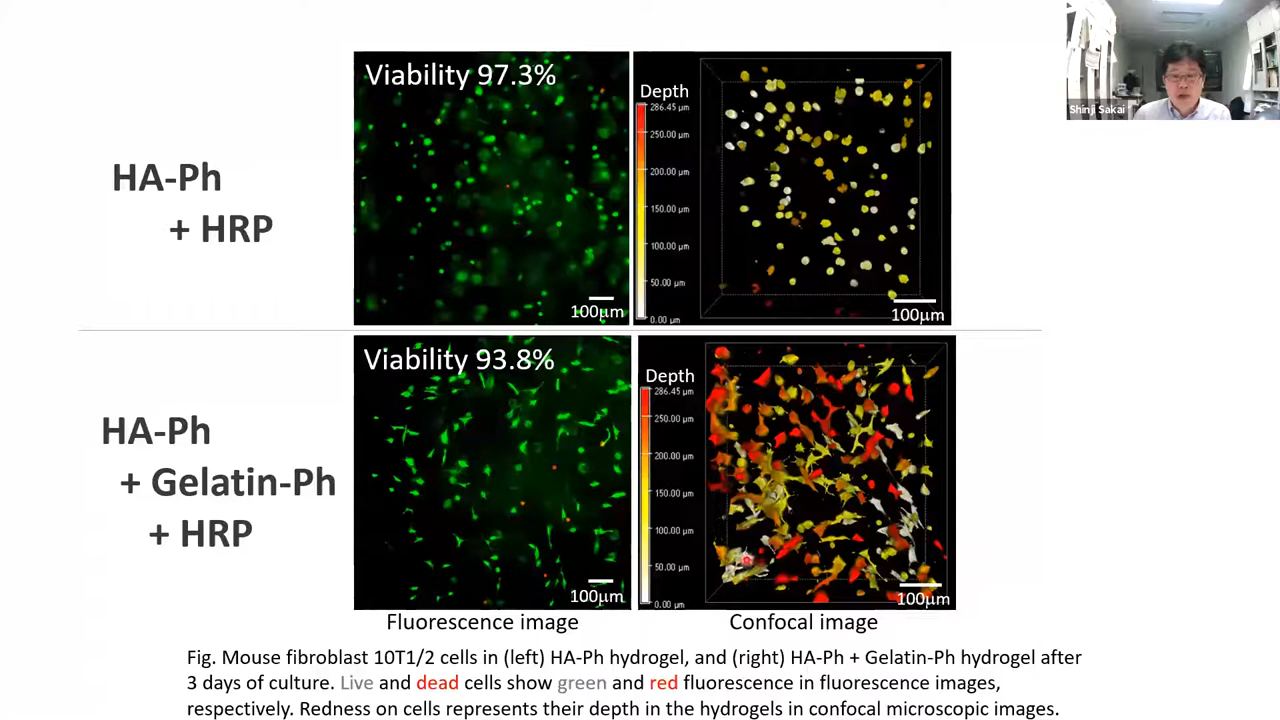 Shinji Sakai
HA-Ph
+ HRP
Viability 97.3%
100μm
Depth
286.45 μm
250.00 μm
200.00 μm
150.00 μm
100.00 μm
50.00 μm
0.00 μm
100μm
HA-Ph
+ Gelatin-Ph
+ HRP
Viability 93.8%
100μm
Depth
286.45 μm
250.00 μm
200.00 μm
150.00 μm
100.00 μm
50.00 μm
0.00 μm
100μm
Fluorescence image
Confocal image
Fig. Mouse fibroblast 10T1/2 cells in (left) HA-Ph hydrogel, and (right) HA-Ph + Gelatin-Ph hydrogel after
3 days of culture. Live and dead cells show green and red fluorescence in fluorescence images,
respectively. Redness on cells represents their depth in the hydrogels in confocal microscopic images.